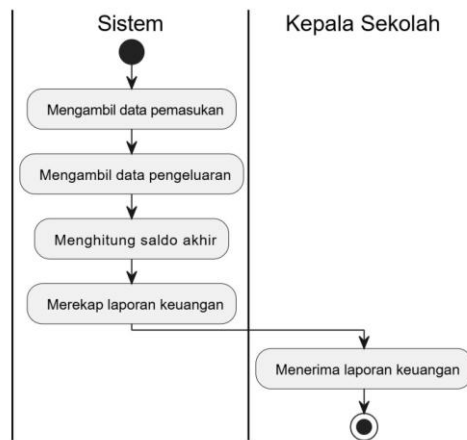 Sistem
Kepala Sekolah
Mengambil data pemasukan
Mengambil data pengeluaran
Menghitung saldo akhir
Merekap laporan keuangan
Menerima laporan keuangan